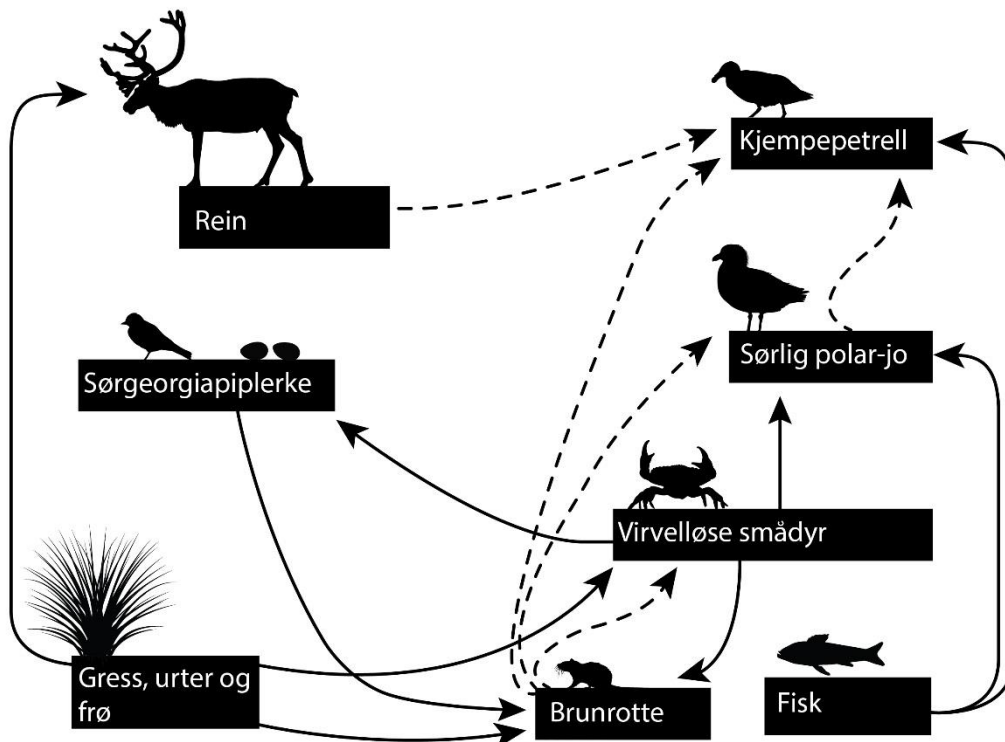 Rein
Kjempepetrell
Sørlig polar-jo
Sørgeorgiapiplerke
Virvelløse smådyr
Gress, urter og
frø
Brunrotte
Fisk